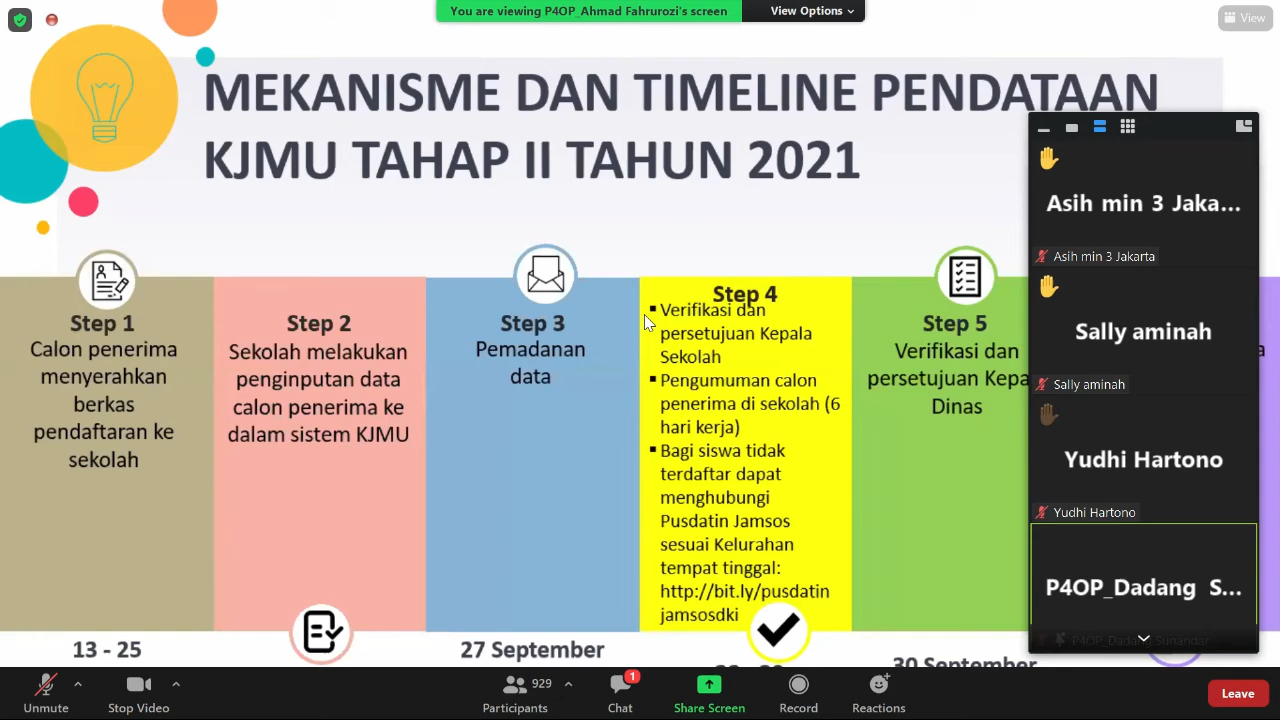 You are viewing P4OP_Ahmad Fahrurozi's screen
View Options
View
MEKANISME DAN TIMELINE PENDATAAN
KJMU TAHAP II TAHUN 2021
Step 1
Calon penerima
menyerahkan
berkas
pendaftaran ke
sekolah
13 - 25
Step 2
Sekolah melakukan
penginputan data
calon penerima ke
dalam sistem KJMU
Step 3
Pemadanan
data
27 September
Step 4
▪ Verifikasi dan
persetujuan Kepala
Sekolah
▪ Pengumuman calon
penerima di sekolah (6
hari kerja)
▪ Bagi siswa tidak
terdaftar dapat
menghubungi
Pusdatin Jamsos
sesuai Kelurahan
tempat tinggal:
http://bit.ly/pusdatin
jamsosdki
Step 5
Verifikasi dan
persetujuan Kepa
Dinas
30 September
Asih min 3 Jaka...
Asih min 3 Jakarta
Sally aminah
Sally aminah
Yudhi Hartono
Yudhi Hartono
P4OP_Dadang S...
P4OP_Dadang Sunandar
Unmute
Stop Video
Participants
929
Chat
1
Share Screen
Record
Reactions
Leave